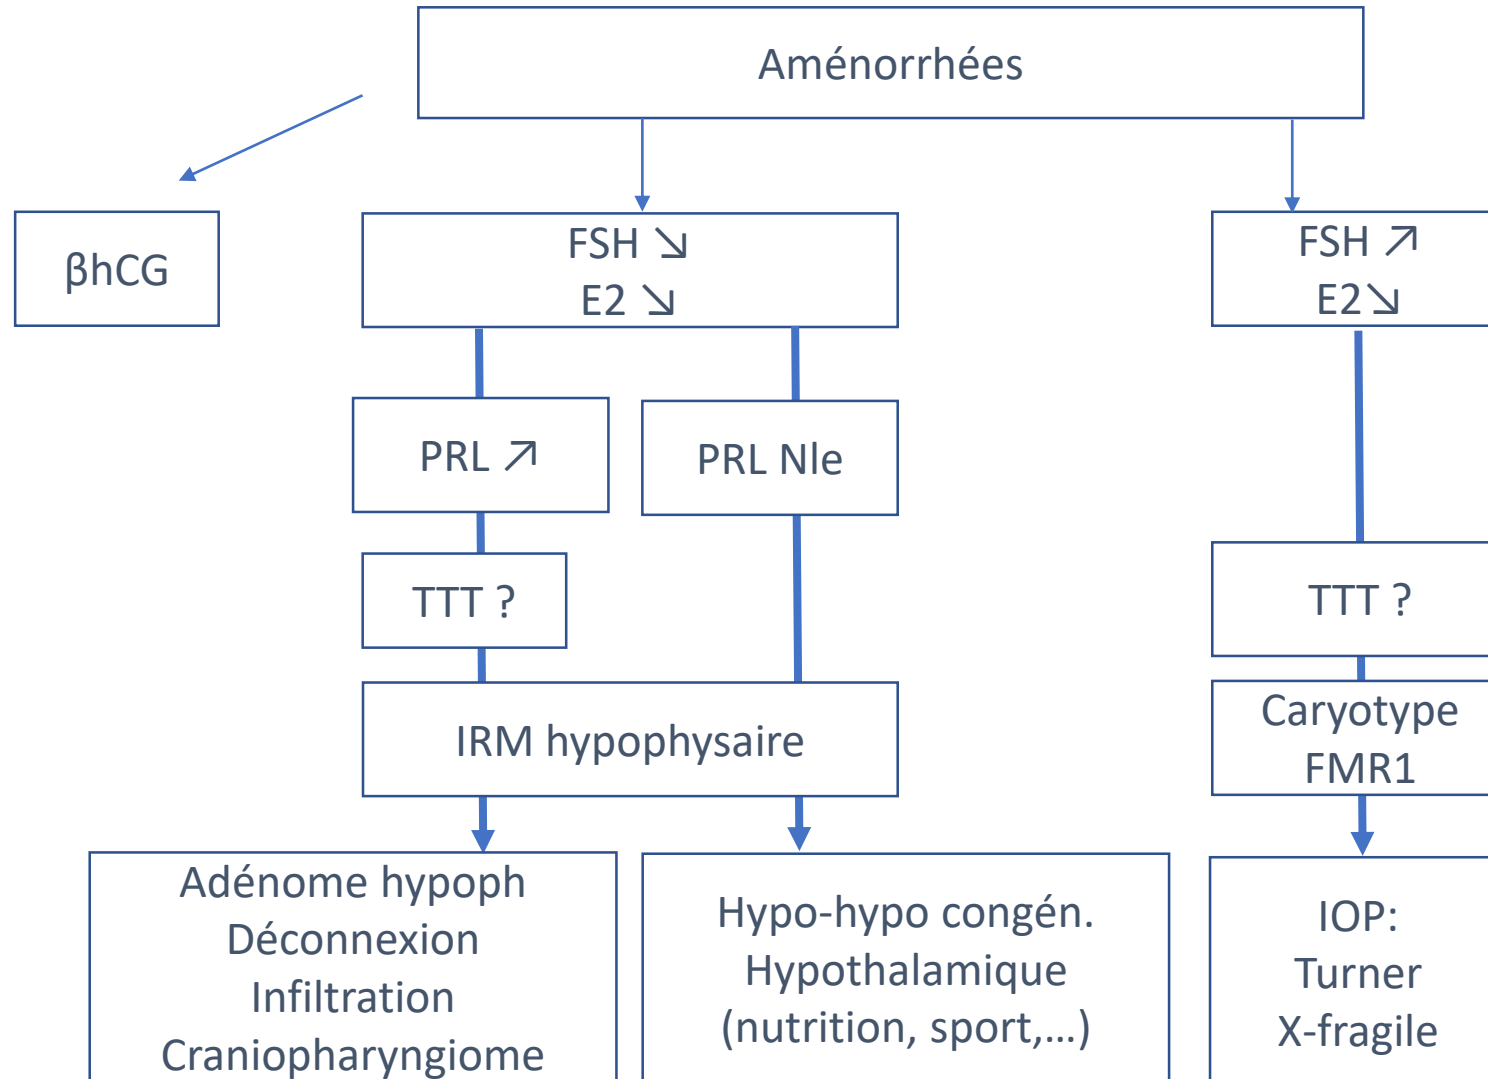 Aménorrhées
βhCG
FSH ↘
E2 ↘
FSH ↗
E2↘
PRL ↗
PRL Nle
TTT ?
TTT ?
IRM hypophysaire
Caryotype
FMR1
Adénome hypoph
Déconnexion
Infiltration
Craniopharyngiome
Hypo-hypo congén.
Hypothalamique
(nutrition, sport,...)
IOP:
Turner
X-fragile